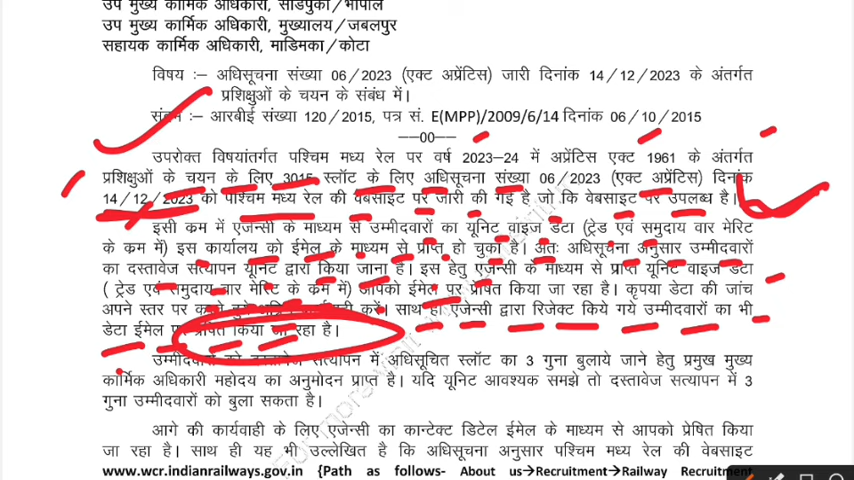 उप मुख्य कार्मिक अधिकारी, सौडिपुका/भोपाल
उप मुख्य कार्मिक अधिकारी, मुख्यालय/जबलपुर
सहायक कार्मिक अधिकारी, माडिमका/कोटा
विषय :– अधिसूचना संख्या 06/2023 (एक्ट अप्रेंटिस) जारी दिनांक 14/12/2023 के अंतर्गत
प्रशिक्षुओं के चयन के संबंध में।
संदर्भ :– आरबीई संख्या 120/2015, पत्र सं. E(MPP)/2009/6/14 दिनांक 06/10/2015
—00—
उपरोक्त विषयांतर्गत पश्चिम मध्य रेल पर वर्ष 2023-24 में अप्रेंटिस एक्ट 1961 के अंतर्गत
प्रशिक्षुओं के चयन के लिए 3015 स्लॉट के लिए अधिसूचना संख्या 06/2023 (एक्ट अप्रेंटिस) दिनांक
14/12/2023 को पश्चिम मध्य रेल की वेबसाइट पर जारी की गई है जो कि वेबसाइट पर उपलब्ध है।
इसी क्रम में एजेन्सी के माध्यम से उम्मीदवारों का यूनिट वाइज डेटा (ट्रेड एवं समुदाय वार मेरिट
के क्रम में) इस कार्यालय को ईमेल के माध्यम से प्राप्त हो चुका है। अतः अधिसूचना अनुसार उम्मीदवारों
का दस्तावेज सत्यापन यूनिट द्वारा किया जाना है। इस हेतु एजेन्सी के माध्यम से प्राप्त यूनिट वाइज डेटा
( ट्रेड एवं समुदाय वार मेरिट के क्रम में) आपको ईमेल पर प्रेषित किया जा रहा है। कृपया डेटा की जांच
अपने स्तर पर करते हुये अग्रिम कार्यवाही करें। साथ ही एजेन्सी द्वारा रिजेक्ट किये गये उम्मीदवारों का भी
डेटा ईमेल पर प्रेषित किया जा रहा है।
उम्मीदवारों को दस्तावेज सत्यापन में अधिसूचित स्लॉट का 3 गुना बुलाये जाने हेतु प्रमुख मुख्य
कार्मिक अधिकारी महोदय का अनुमोदन प्राप्त है। यदि यूनिट आवश्यक समझे तो दस्तावेज सत्यापन में 3
गुना उम्मीदवारों को बुला सकता है।
आगे की कार्यवाही के लिए एजेन्सी का कान्टेक्ट डिटेल ईमेल के माध्यम से आपको प्रेषित किया
जा रहा है। साथ ही यह भी उल्लेखित है कि अधिसूचना अनुसार पश्चिम मध्य रेल की वेबसाइट
www.wcr.indianrailways.gov.in {Path as follows- About us→Recruitment→Railway Recruitment